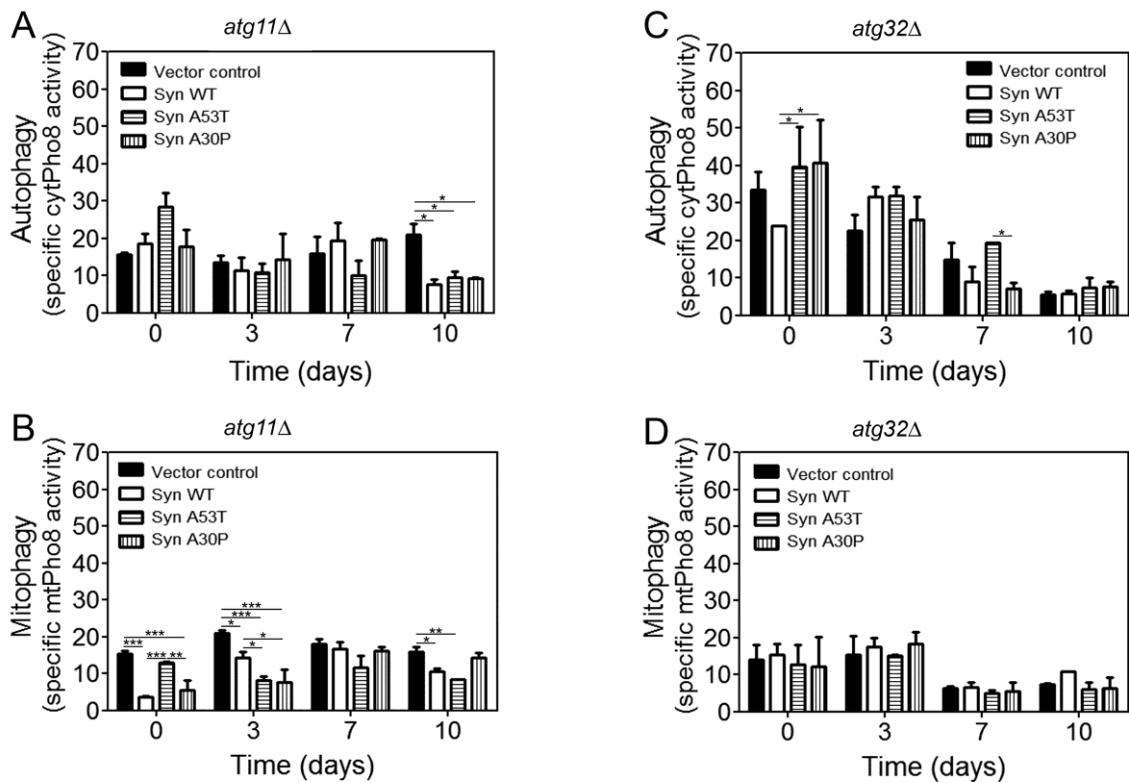 A
atg11Δ
70
60
50
40
30
20
10
0
Autophagy
(specific cytPho8 activity)
Vector control
Syn WT
Syn A53T
Syn A30P
*
*
*
0 3 7 10
Time (days)
C
atg32Δ
70
60
50
40
30
20
10
0
Autophagy
(specific cytPho8 activity)
Vector control
Syn WT
Syn A53T
Syn A30P
*
*
*
0 3 7 10
Time (days)
B
atg11Δ
70
60
50
40
30
20
10
0
Mitophagy
(specific mtPho8 activity)
Vector control
Syn WT
Syn A53T
Syn A30P
***
***
*** **
***
***
*
*
*
**
*
0 3 7 10
Time (days)
D
atg32Δ
70
60
50
40
30
20
10
0
Mitophagy
(specific mtPho8 activity)
Vector control
Syn WT
Syn A53T
Syn A30P
0 3 7 10
Time (days)